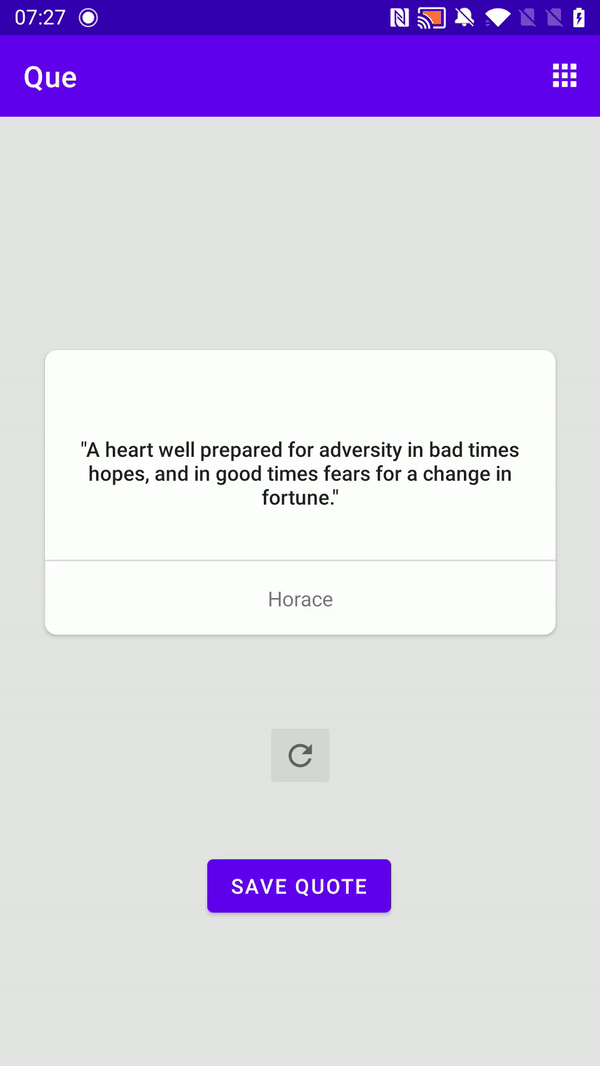 07:27
Que
"A heart well prepared for adversity in bad times
hopes, and in good times fears for a change in
fortune."
Horace
SAVE QUOTE